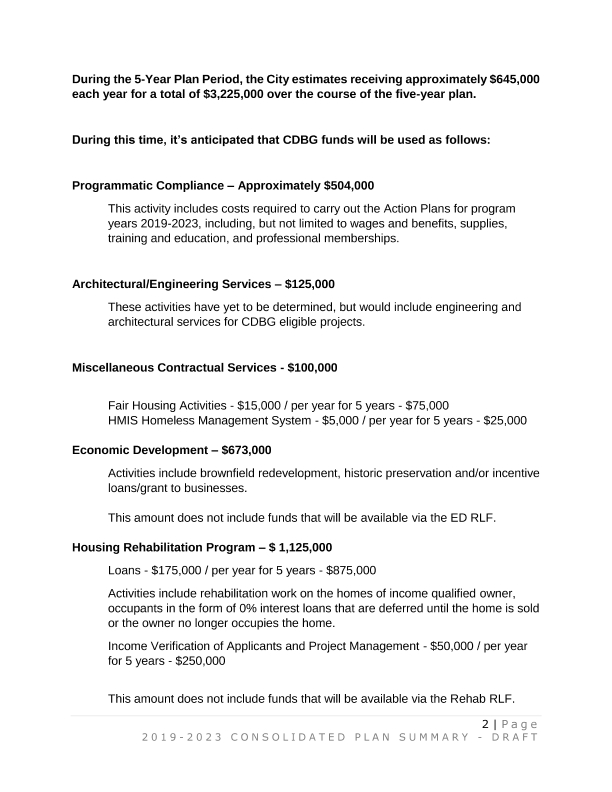 During the 5-Year Plan Period, the City estimates receiving approximately $645,000
each year for a total of $3,225,000 over the course of the five-year plan.
During this time, it’s anticipated that CDBG funds will be used as follows:
Programmatic Compliance – Approximately $504,000
This activity includes costs required to carry out the Action Plans for program
years 2019-2023, including, but not limited to wages and benefits, supplies,
training and education, and professional memberships.
Architectural/Engineering Services – $125,000
These activities have yet to be determined, but would include engineering and
architectural services for CDBG eligible projects.
Miscellaneous Contractual Services - $100,000
Fair Housing Activities - $15,000 / per year for 5 years - $75,000
HMIS Homeless Management System - $5,000 / per year for 5 years - $25,000
Economic Development – $673,000
Activities include brownfield redevelopment, historic preservation and/or incentive
loans/grant to businesses.
This amount does not include funds that will be available via the ED RLF.
Housing Rehabilitation Program – $ 1,125,000
Loans - $175,000 / per year for 5 years - $875,000
Activities include rehabilitation work on the homes of income qualified owner,
occupants in the form of 0% interest loans that are deferred until the home is sold
or the owner no longer occupies the home.
Income Verification of Applicants and Project Management - $50,000 / per year
for 5 years - $250,000
This amount does not include funds that will be available via the Rehab RLF.
2 | Page
2019-2023 CONSOLIDATED PLAN SUMMARY - DRAFT